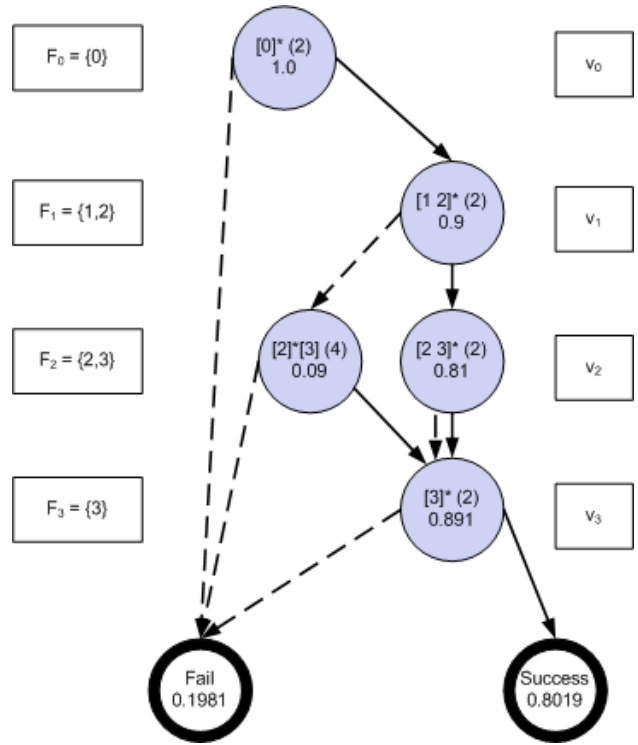 F₀ = {0}
[0]* (2)
1.0
v₀
F₁ = {1,2}
[1 2]* (2)
0.9
v₁
F₂ = {2,3}
[2]*[3] (4)
0.09
[2 3]* (2)
0.81
v₂
F₃ = {3}
[3]* (2)
0.891
v₃
Fail
0.1981
Success
0.8019